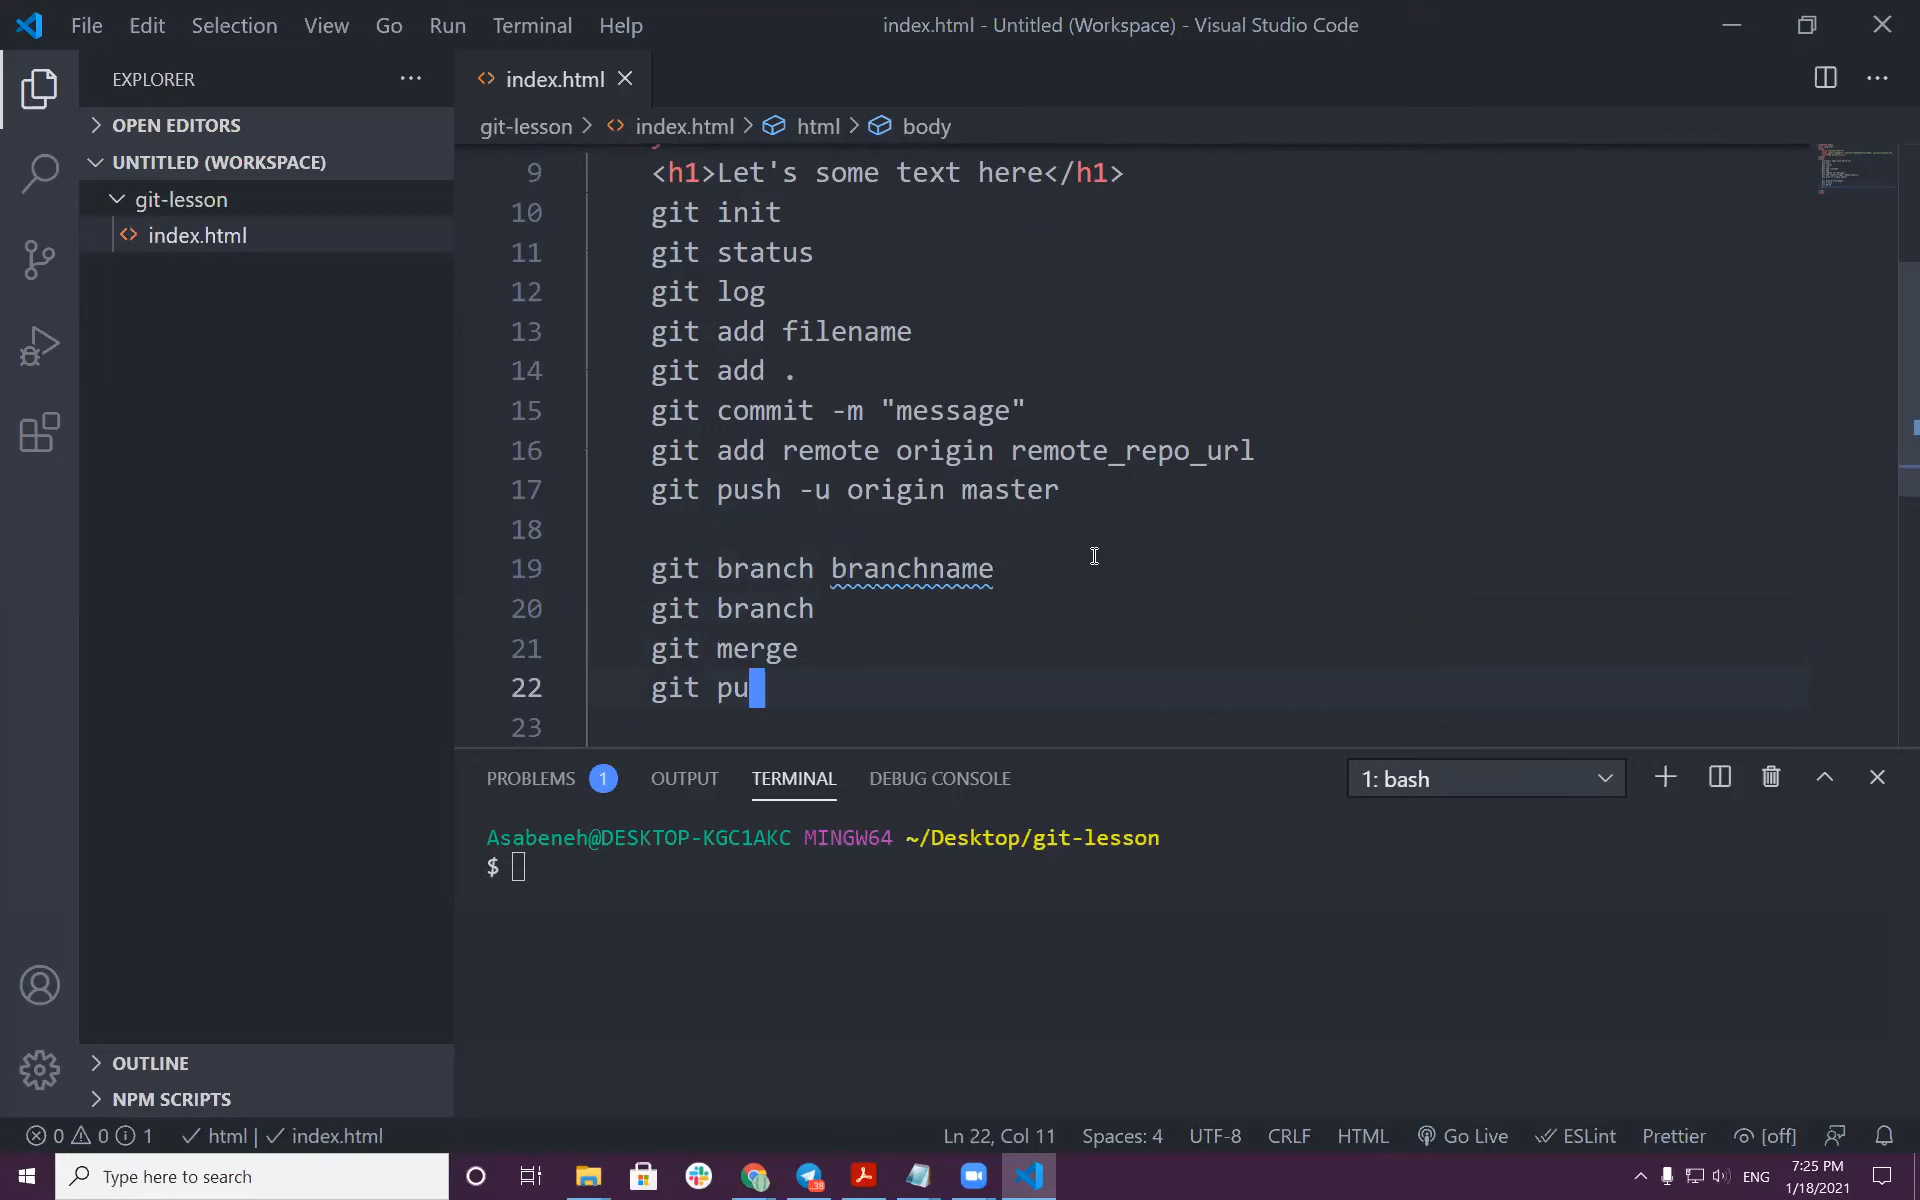 File Edit Selection View Go Run Terminal Help
index.html - Untitled (Workspace) - Visual Studio Code
EXPLORER
OPEN EDITORS
UNTITLED (WORKSPACE)
git-lesson
index.html
OUTLINE
NPM SCRIPTS
index.html
git-lesson > index.html > html > body
9 <h1>Let's some text here</h1>
10 git init
11 git status
12 git log
13 git add filename
14 git add .
15 git commit -m "message"
16 git add remote origin remote_repo_url
17 git push -u origin master
18
19 git branch branchname
20 git branch
21 git merge
22 git pu
23
PROBLEMS 1 OUTPUT TERMINAL DEBUG CONSOLE
1: bash
Asabeneh@DESKTOP-KGC1AKC MINGW64 ~/Desktop/git-lesson
$
0 0 1 html | index.html
Ln 22, Col 11 Spaces: 4 UTF-8 CRLF HTML Go Live ESLint Prettier [off]
Type here to search
.38
ENG
7:25 PM
1/18/2021